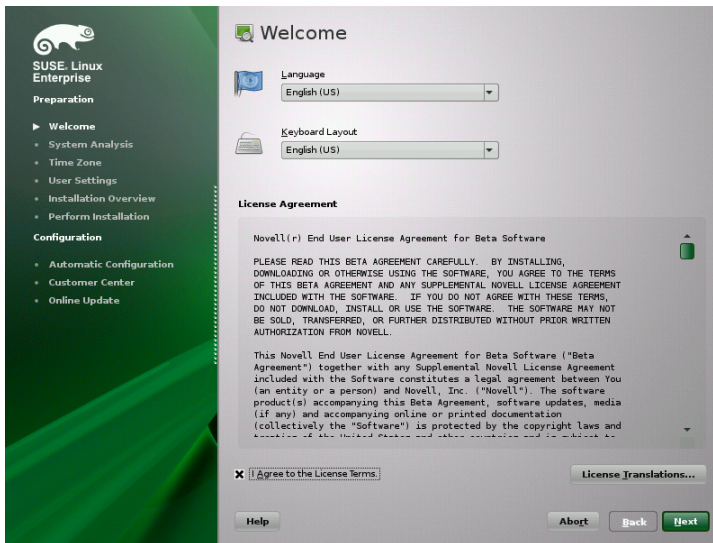 SUSE. Linux
Enterprise
Preparation
Welcome
System Analysis
Time Zone
User Settings
Installation Overview
Perform Installation
Configuration
Automatic Configuration
Customer Center
Online Update
Welcome
Language
English (US)
Keyboard Layout
English (US)
License Agreement
Novell(r) End User License Agreement for Beta Software
PLEASE READ THIS BETA AGREEMENT CAREFULLY. BY INSTALLING,
DOWNLOADING OR OTHERWISE USING THE SOFTWARE, YOU AGREE TO THE TERMS
OF THIS BETA AGREEMENT AND ANY SUPPLEMENTAL NOVELL LICENSE AGREEMENT
INCLUDED WITH THE SOFTWARE. IF YOU DO NOT AGREE WITH THESE TERMS,
DO NOT DOWNLOAD, INSTALL OR USE THE SOFTWARE. THE SOFTWARE MAY NOT
BE SOLD, TRANSFERRED, OR FURTHER DISTRIBUTED WITHOUT PRIOR WRITTEN
AUTHORIZATION FROM NOVELL.
This Novell End User License Agreement for Beta Software ("Beta
Agreement") together with any Supplemental Novell License Agreement
included with the Software constitutes a legal agreement between You
(an entity or a person) and Novell, Inc. ("Novell"). The software
product(s) accompanying this Beta Agreement, software updates, media
(if any) and accompanying online or printed documentation
(collectively the "Software") is protected by the copyright laws and
I Agree to the License Terms.
License Translations...
Help
Abort
Back
Next